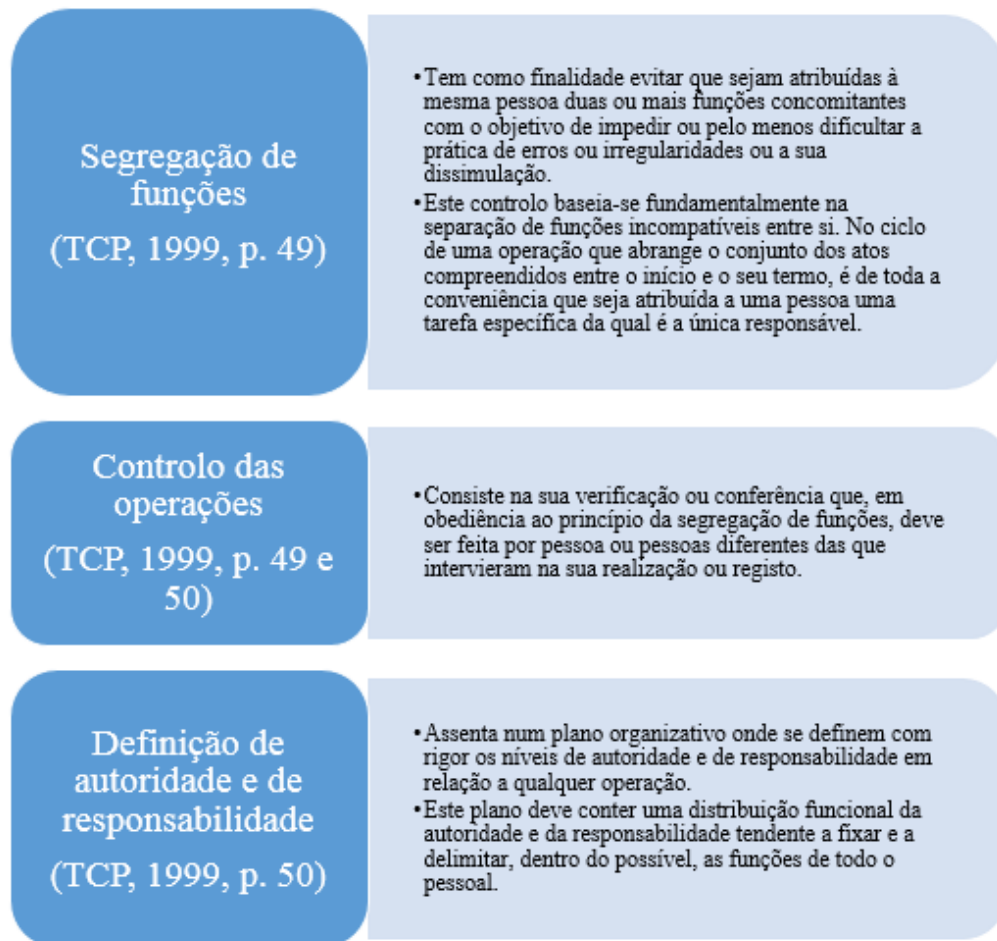 Segregação de
funções
(TCP, 1999, p. 49)
•Tem como finalidade evitar que sejam atribuídas à
mesma pessoa duas ou mais funções concomitantes
com o objetivo de impedir ou pelo menos dificultar a
prática de erros ou irregularidades ou a sua
dissimulação.
•Este controlo baseia-se fundamentalmente na
separação de funções incompatíveis entre si. No ciclo
de uma operação que abrange o conjunto dos atos
compreendidos entre o início e o seu termo, é de toda a
conveniência que seja atribuída a uma pessoa uma
tarefa específica da qual é a única responsável.
Controlo das
operações
(TCP, 1999, p. 49 e
50)
•Consiste na sua verificação ou conferência que, em
obediência ao princípio da segregação de funções, deve
ser feita por pessoa ou pessoas diferentes das que
intervieram na sua realização ou registo.
Definição de
autoridade e de
responsabilidade
(TCP, 1999, p. 50)
•Assenta num plano organizativo onde se definem com
rigor os níveis de autoridade e de responsabilidade em
relação a qualquer operação.
•Este plano deve conter uma distribuição funcional da
autoridade e da responsabilidade tendente a fixar e a
delimitar, dentro do possível, as funções de todo o
pessoal.